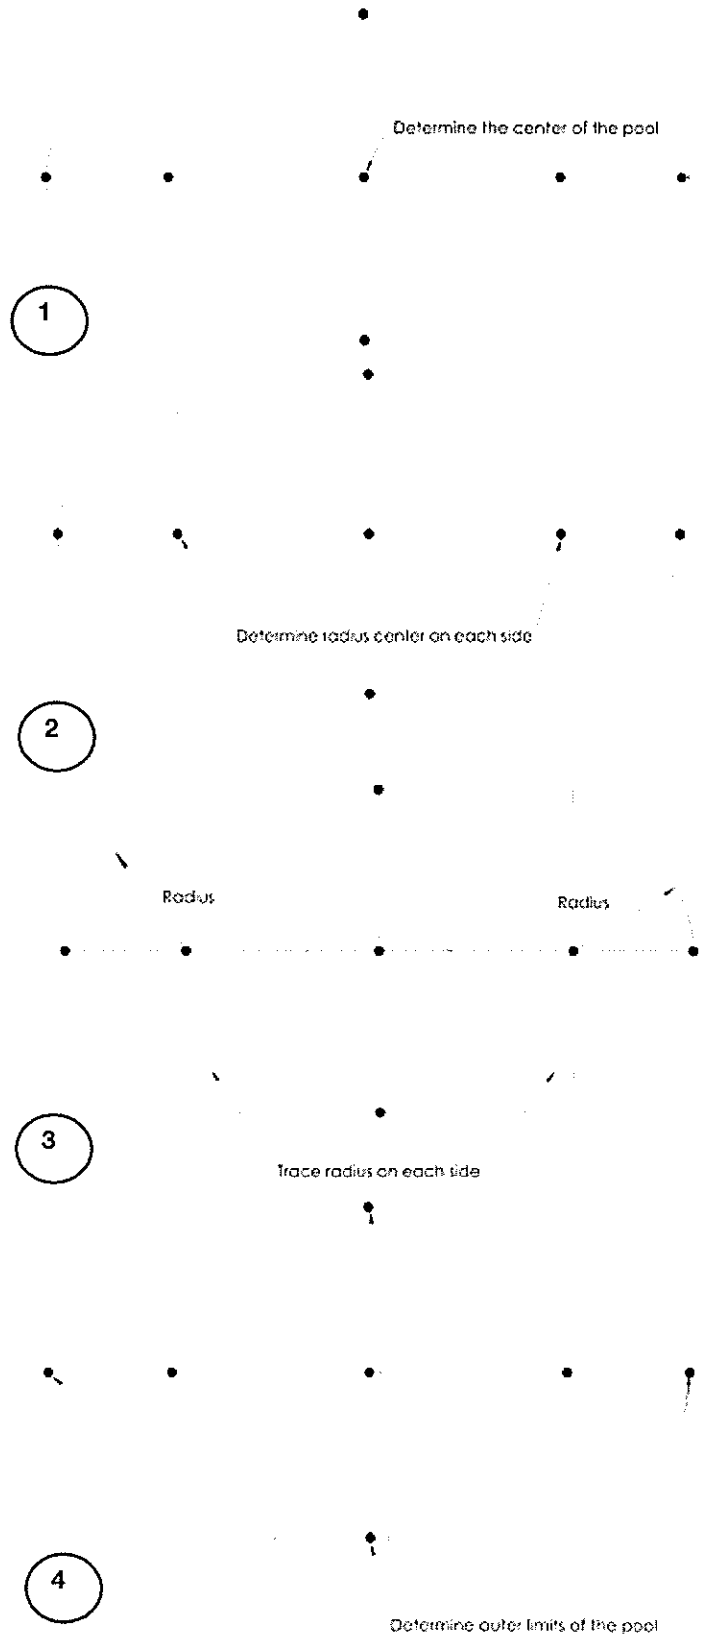 Determine the center of the pool
1
Determine radius center on each side
2
Radius
Radius
3
Trace radius on each side
4
Determine outer limits of the pool